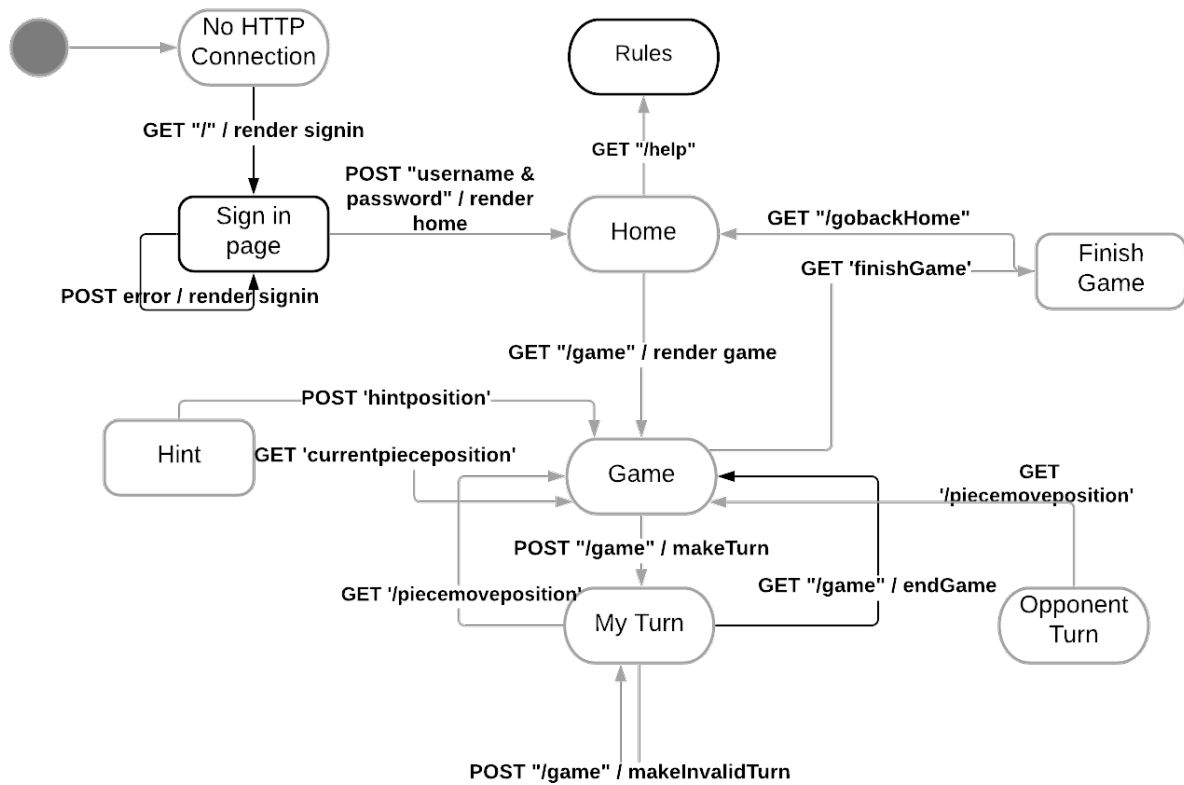 No HTTP
Connection
Rules
GET "/" / render signin
GET "/help"
POST "username &
password" / render
home
Sign in
page
Home
GET "/gobackHome"
Finish
Game
GET 'finishGame'
POST error / render signin
GET "/game" / render game
POST 'hintposition'
Hint
GET 'currentpieceposition'
Game
GET
'/piecemoveposition'
POST "/game" / makeTurn
GET "/game" / endGame
GET '/piecemoveposition'
My Turn
Opponent
Turn
POST "/game" / makeInvalidTurn